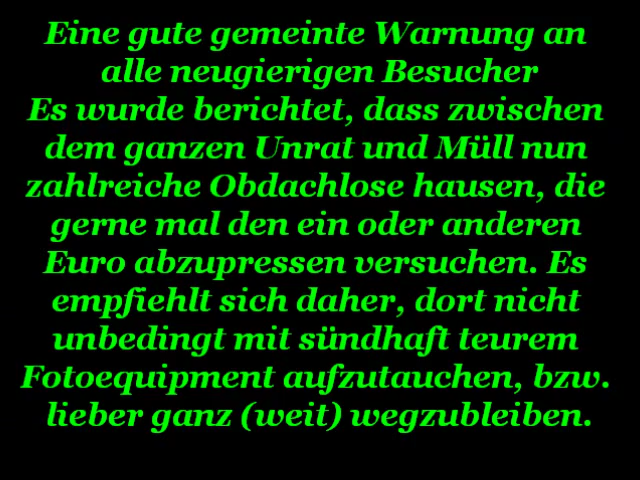 Eine gute gemeinte Warnung an
alle neugierigen Besucher
Es wurde berichtet, dass zwischen
dem ganzen Unrat und Müll nun
zahlreiche Obdachlose hausen, die
gerne mal den ein oder anderen
Euro abzupressen versuchen. Es
empfiehlt sich daher, dort nicht
unbedingt mit sündhaft teurem
Fotoequipment aufzutauchen, bzw.
lieber ganz (weit) wegzubleiben.